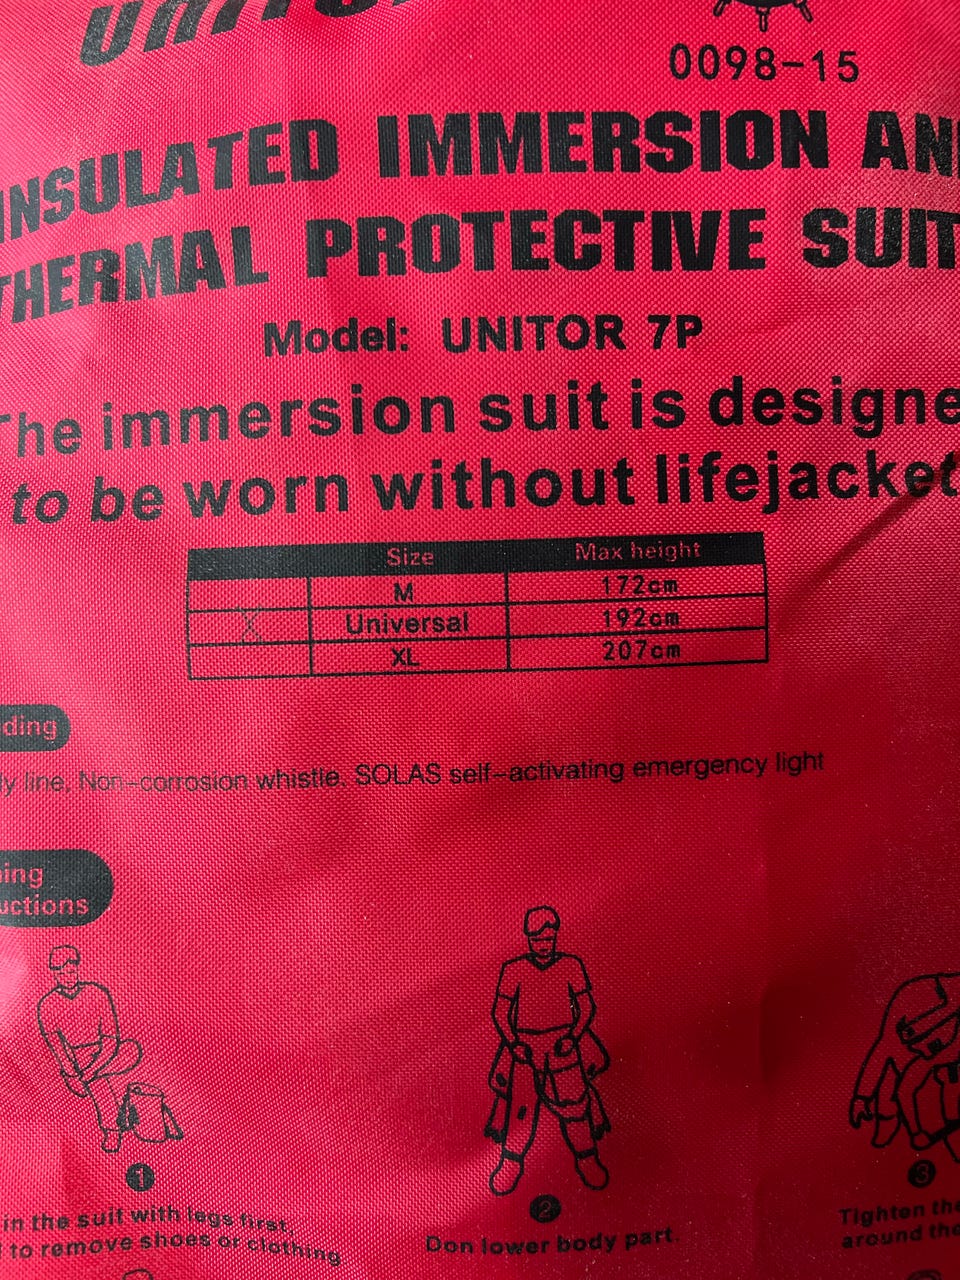 0098-15
INSULATED IMMERSION AN
THERMAL PROTECTIVE SUIT
Model: UNITOR 7P
The immersion suit is designe
to be worn without lifejacket
Size Max height
M 172cm
X Universal 192cm
XL 207cm
ding
ly line, Non-corrosion whistle. SOLAS self-activating emergency light
ing
uctions
1
in the suit with legs first
to remove shoes or clothing
2
Don lower body part
3
Tighten the
around the